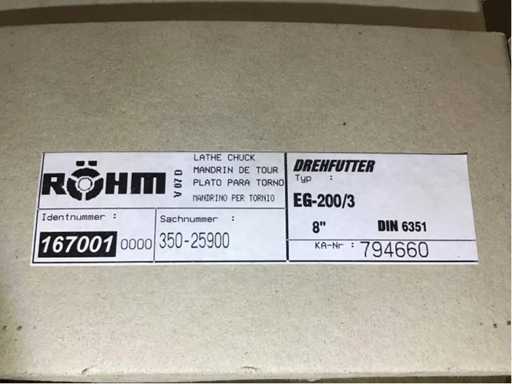 RÖHM
A 07 D
LATHE CHUCK
MANDRIN DE TOUR
PLATO PARA TORNO
MANDRINO PER TORNIO
DREHFUTTER
Typ :
EG-200/3
8" DIN 6351
KA-Nr : 794660
Identnummer :
167001 0000
Sachnummer :
350-25900